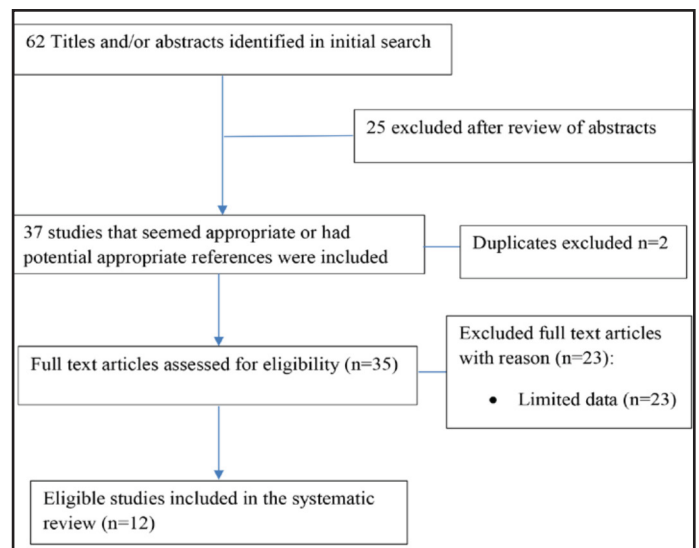 62 Titles and/or abstracts identified in initial search
25 excluded after review of abstracts
37 studies that seemed appropriate or had
potential appropriate references were included
Duplicates excluded n=2
Full text articles assessed for eligibility (n=35)
Excluded full text articles
with reason (n=23):
• Limited data (n=23)
Eligible studies included in the systematic
review (n=12)